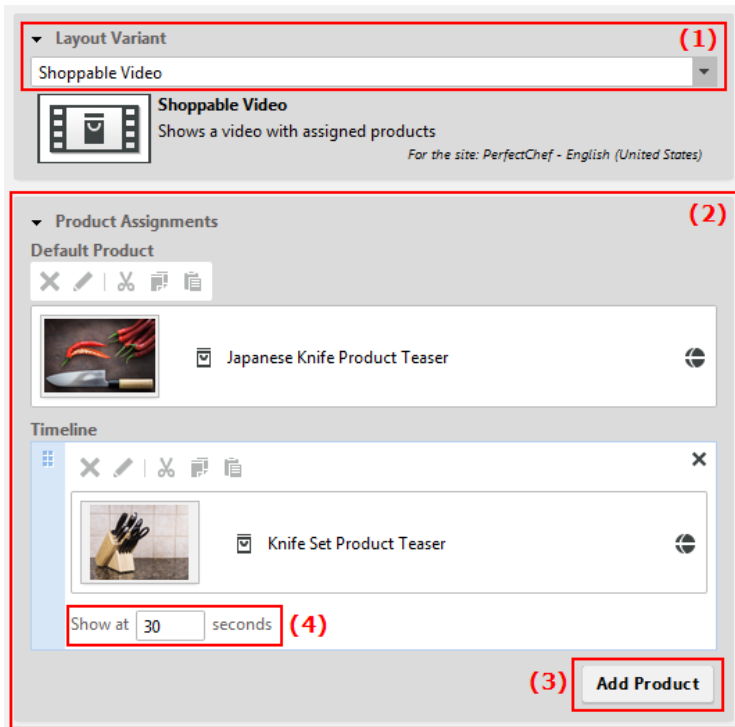 Layout Variant (1)
Shoppable Video
Shoppable Video
Shows a video with assigned products
For the site: PerfectChef - English (United States)
(2)
Product Assignments
Default Product
Japanese Knife Product Teaser
Timeline
Knife Set Product Teaser
Show at 30 seconds (4)
(3) Add Product